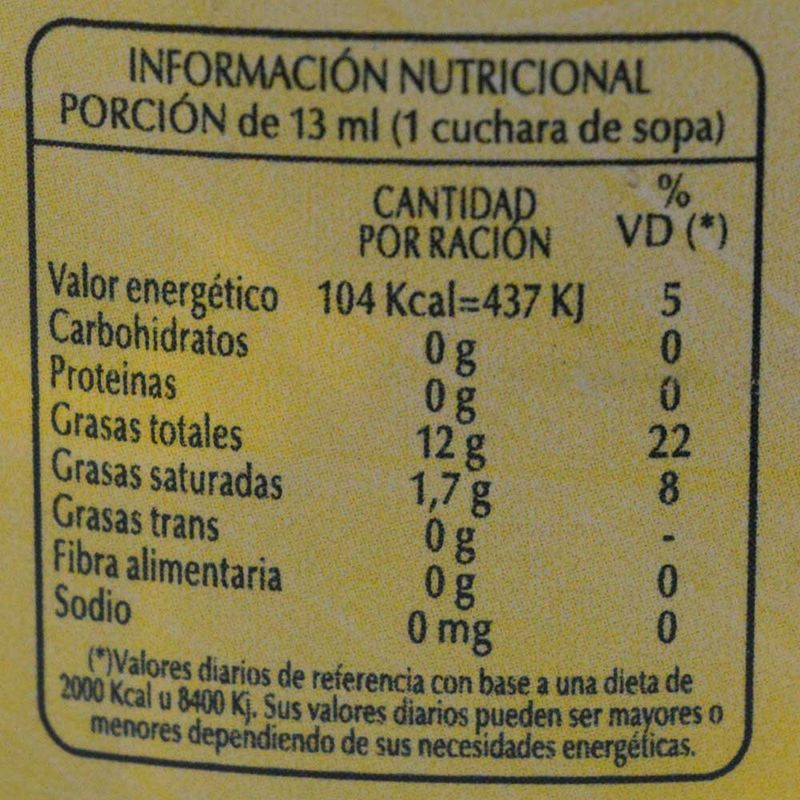 INFORMACIÓN NUTRICIONAL
PORCIÓN de 13 ml (1 cuchara de sopa)
CANTIDAD POR RACIÓN % VD (*)
Valor energético 104 Kcal=437 KJ 5
Carbohidratos 0 g 0
Proteinas 0 g 0
Grasas totales 12 g 22
Grasas saturadas 1,7 g 8
Grasas trans 0 g -
Fibra alimentaria 0 g 0
Sodio 0 mg 0
(*)Valores diarios de referencia con base a una dieta de
2000 Kcal u 8400 Kj. Sus valores diarios pueden ser mayores o
menores dependiendo de sus necesidades energéticas.